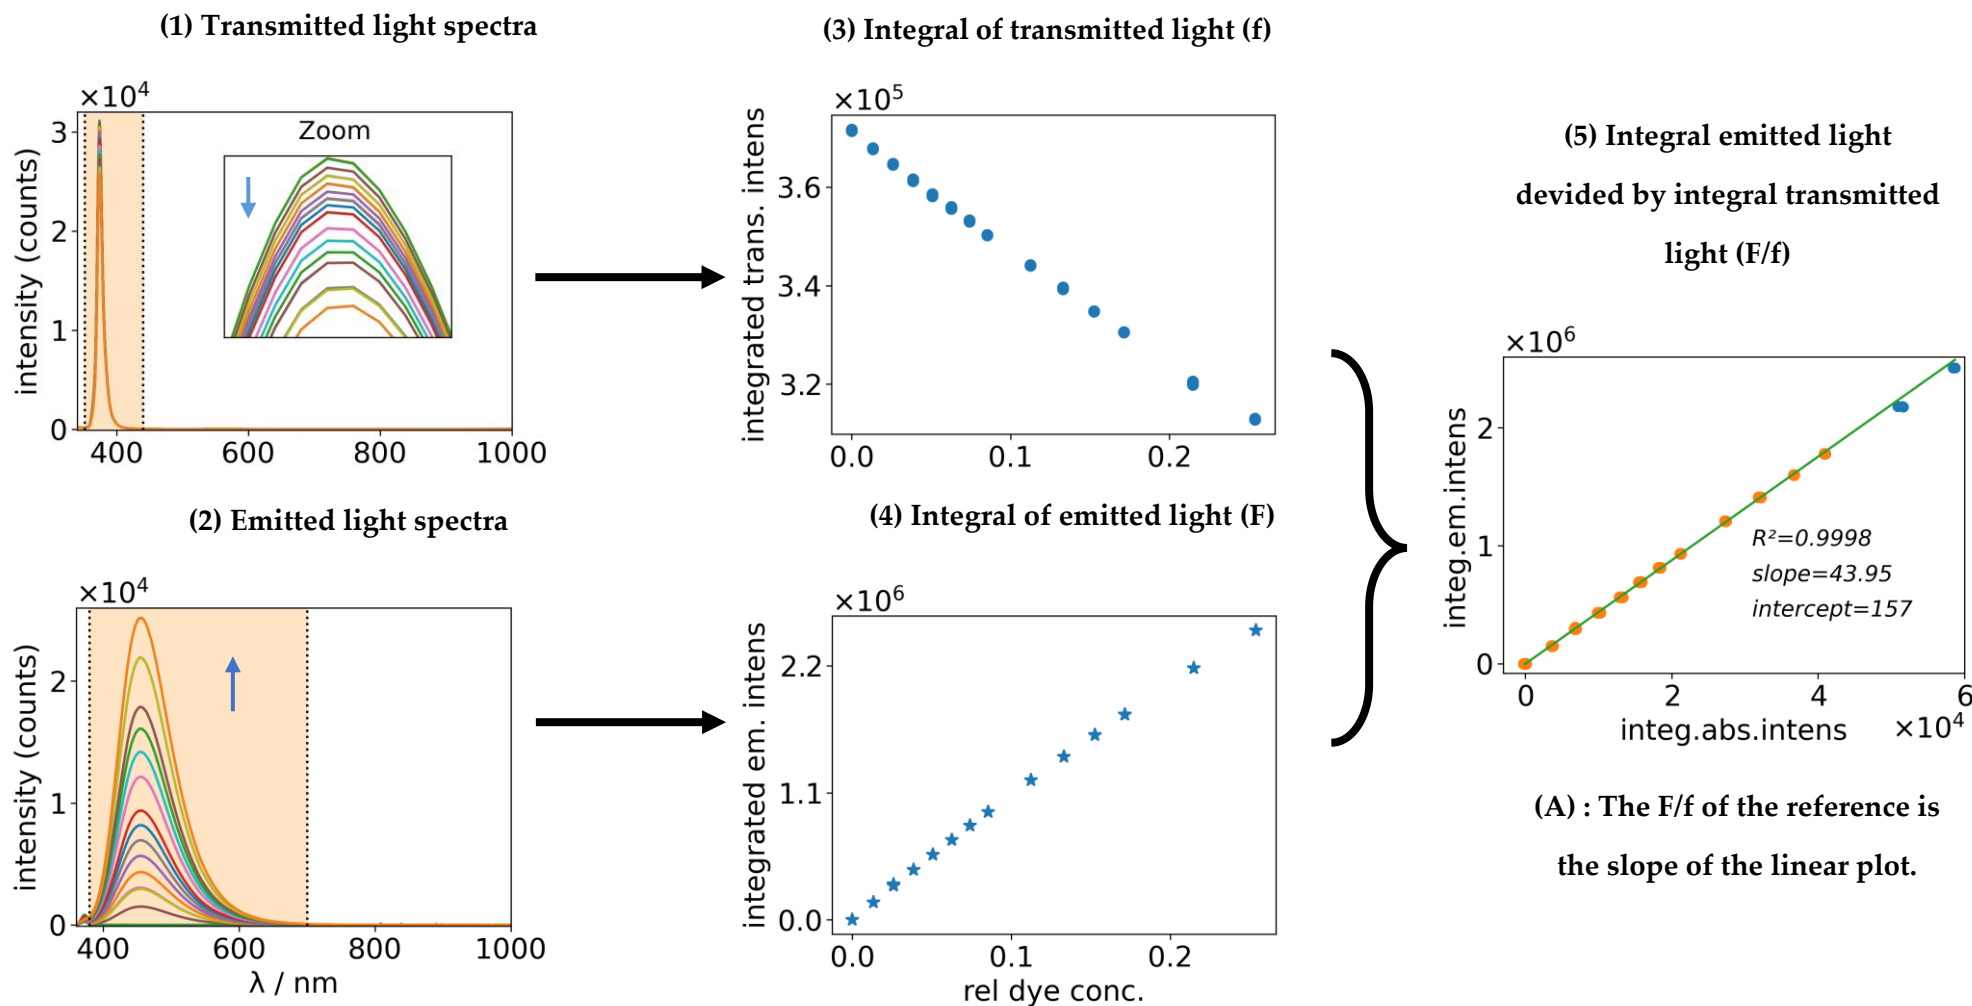 (1) Transmitted light spectra
×10⁴
3
2
1
0
intensity (counts)
Zoom
400
600
800
1000
(2) Emitted light spectra
×10⁴
2
1
0
intensity (counts)
400
600
800
1000
λ / nm
(3) Integral of transmitted light (f)
×10⁵
3.6
3.4
3.2
integrated trans. intens
0.0
0.1
0.2
(4) Integral of emitted light (F)
×10⁶
2.2
1.1
0.0
integrated em. intens
0.0
0.1
0.2
rel dye conc.
(5) Integral emitted light
devided by integral transmitted
light (F/f)
×10⁶
2
1
0
integ.em.intens
R²=0.9998
slope=43.95
intercept=157
0
2
4
6
integ.abs.intens
×10⁴
(A) : The F/f of the reference is
the slope of the linear plot.